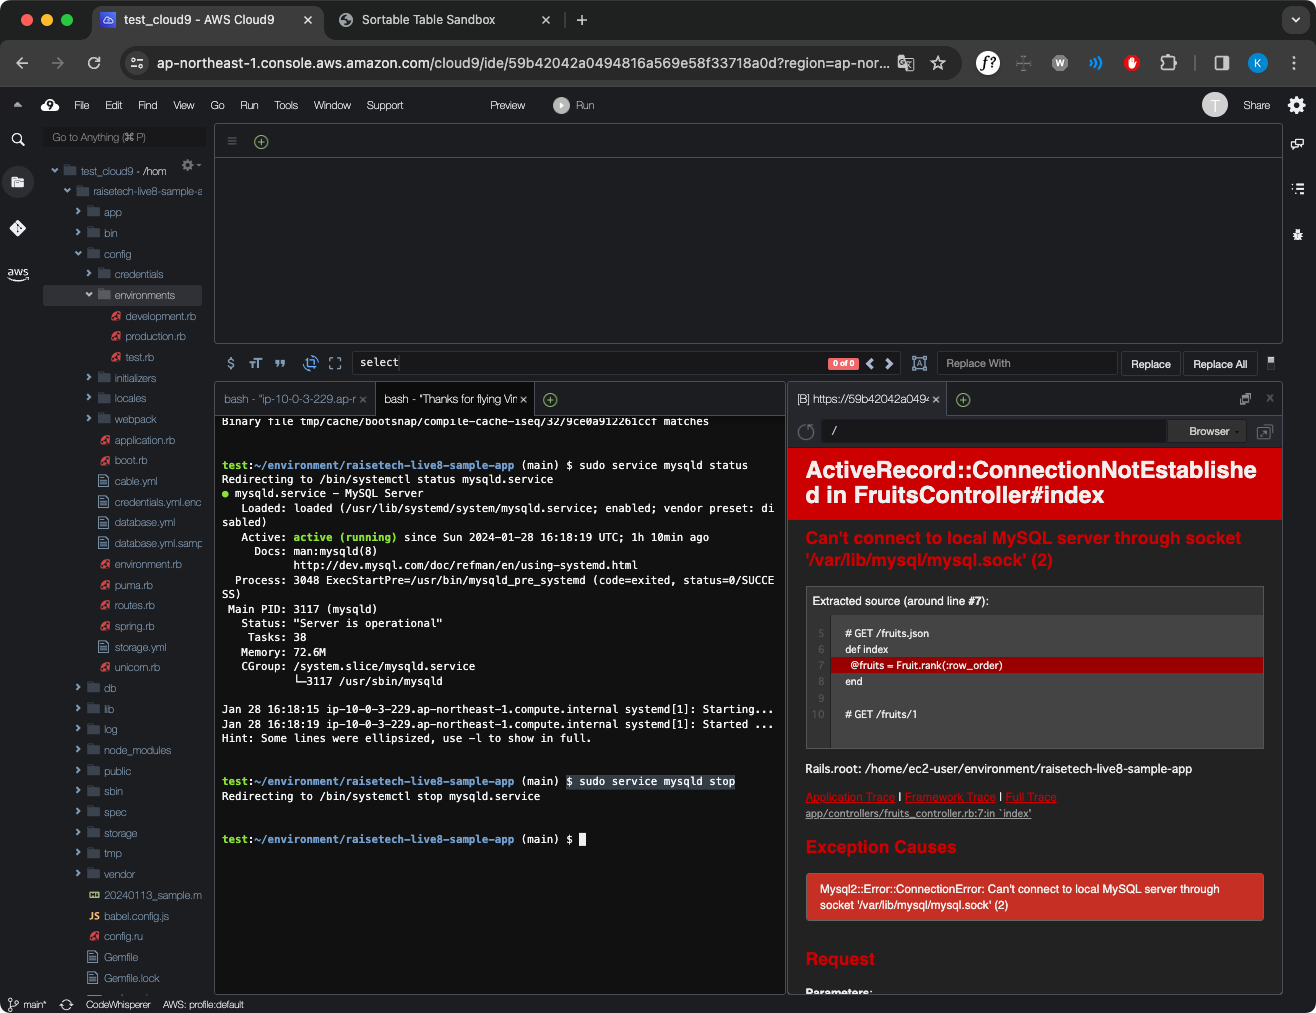 test_cloud9 - AWS Cloud9
Sortable Table Sandbox
ap-northeast-1.console.aws.amazon.com/cloud9/ide/59b42042a0494816a569e58f33718a0d?region=ap-nor...
f?
W
K
9
File Edit Find View Go Run Tools Window Support
Preview
Run
T
Share
Go to Anything (⌘ P)
test_cloud9 - /hom
raisetech-live8-sample-a
app
bin
config
credentials
environments
development.rb
production.rb
test.rb
initializers
locales
webpack
application.rb
boot.rb
cable.yml
credentials.yml.enc
database.yml
database.yml.samp
environment.rb
puma.rb
routes.rb
spring.rb
storage.yml
unicorn.rb
db
lib
log
node_modules
public
sbin
spec
storage
tmp
vendor
20240113_sample.m
JS babel.config.js
config.ru
Gemfile
Gemfile.lock
aws
select
0 of 0
Replace With
Replace
Replace All
bash - "ip-10-0-3-229.ap-r
bash - "Thanks for flying Vir
Binary file tmp/cache/bootsnap/compile-cache-iseq/32/9ce0a912261ccf matches
test:~/environment/raisetech-live8-sample-app (main) $ sudo service mysqld status
Redirecting to /bin/systemctl status mysqld.service
● mysqld.service - MySQL Server
Loaded: loaded (/usr/lib/systemd/system/mysqld.service; enabled; vendor preset: di
sabled)
Active: active (running) since Sun 2024-01-28 16:18:19 UTC; 1h 10min ago
Docs: man:mysqld(8)
http://dev.mysql.com/doc/refman/en/using-systemd.html
Process: 3048 ExecStartPre=/usr/bin/mysqld_pre_systemd (code=exited, status=0/SUCCE
SS)
Main PID: 3117 (mysqld)
Status: "Server is operational"
Tasks: 38
Memory: 72.6M
CGroup: /system.slice/mysqld.service
└─3117 /usr/sbin/mysqld
Jan 28 16:18:15 ip-10-0-3-229.ap-northeast-1.compute.internal systemd[1]: Starting...
Jan 28 16:18:19 ip-10-0-3-229.ap-northeast-1.compute.internal systemd[1]: Started ...
Hint: Some lines were ellipsized, use -l to show in full.
test:~/environment/raisetech-live8-sample-app (main) $ sudo service mysqld stop
Redirecting to /bin/systemctl stop mysqld.service
test:~/environment/raisetech-live8-sample-app (main) $
[B] https://59b42042a0494
/
Browser
ActiveRecord::ConnectionNotEstablishe
d in FruitsController#index
Can't connect to local MySQL server through socket
'/var/lib/mysql/mysql.sock' (2)
Extracted source (around line #7):
5 # GET /fruits.json
6 def index
7 @fruits = Fruit.rank(:row_order)
8 end
9
10 # GET /fruits/1
Rails.root: /home/ec2-user/environment/raisetech-live8-sample-app
Application Trace | Framework Trace | Full Trace
app/controllers/fruits_controller.rb:7:in `index'
Exception Causes
Mysql2::Error::ConnectionError: Can't connect to local MySQL server through
socket '/var/lib/mysql/mysql.sock' (2)
Request
Parameters:
main* CodeWhisperer AWS: profile:default